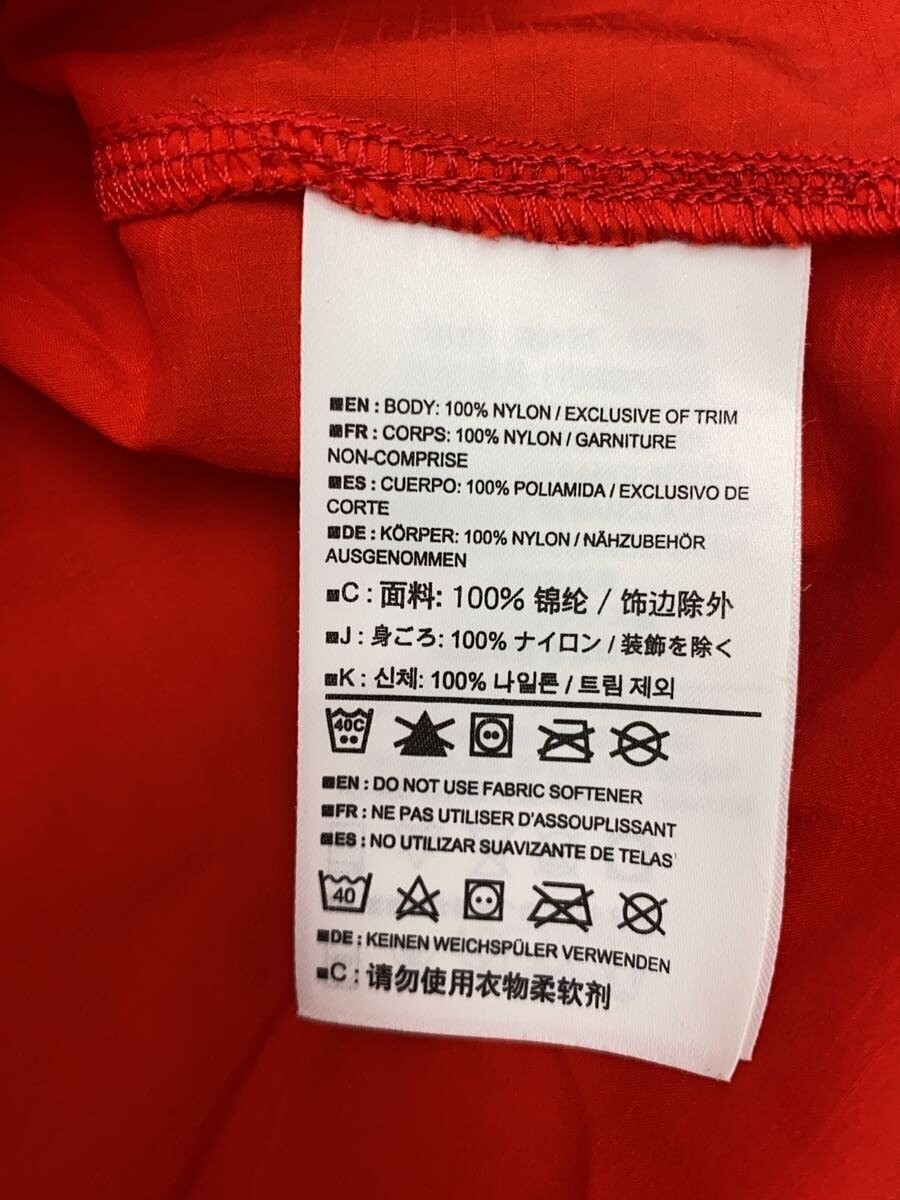 EN : BODY: 100% NYLON / EXCLUSIVE OF TRIM
FR : CORPS: 100% NYLON / GARNITURE
NON-COMPRISE
ES : CUERPO: 100% POLIAMIDA / EXCLUSIVO DE
CORTE
DE : KÖRPER: 100% NYLON / NÄHZUBEHÖR
AUSGENOMMEN
C : 面料: 100% 锦纶 / 饰边除外
J : 身ごろ: 100% ナイロン / 装飾を除く
K : 신체: 100% 나일론 / 트림 제외
40C
EN : DO NOT USE FABRIC SOFTENER
FR : NE PAS UTILISER D'ASSOUPLISSANT
ES : NO UTILIZAR SUAVIZANTE DE TELAS
40
DE : KEINEN WEICHSPÜLER VERWENDEN
C : 请勿使用衣物柔软剂